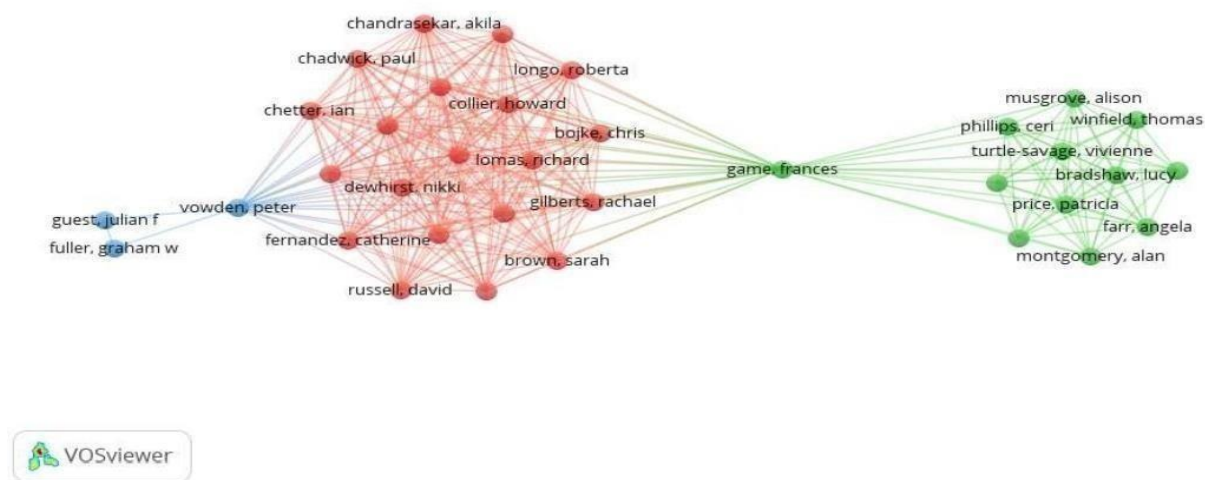 chandrasekar, akila
chadwick, paul
longo, roberta
chetter, ian
collier, howard
bojke, chris
lomas, richard
dewhirst, nikki
gilberts, rachael
vowden, peter
guest, julian f
fuller, graham w
fernandez, catherine
brown, sarah
russell, david
game, frances
musgrove, alison
winfield, thomas
phillips, ceri
turtle-savage, vivienne
bradshaw, lucy
price, patricia
farr, angela
montgomery, alan
VOSviewer